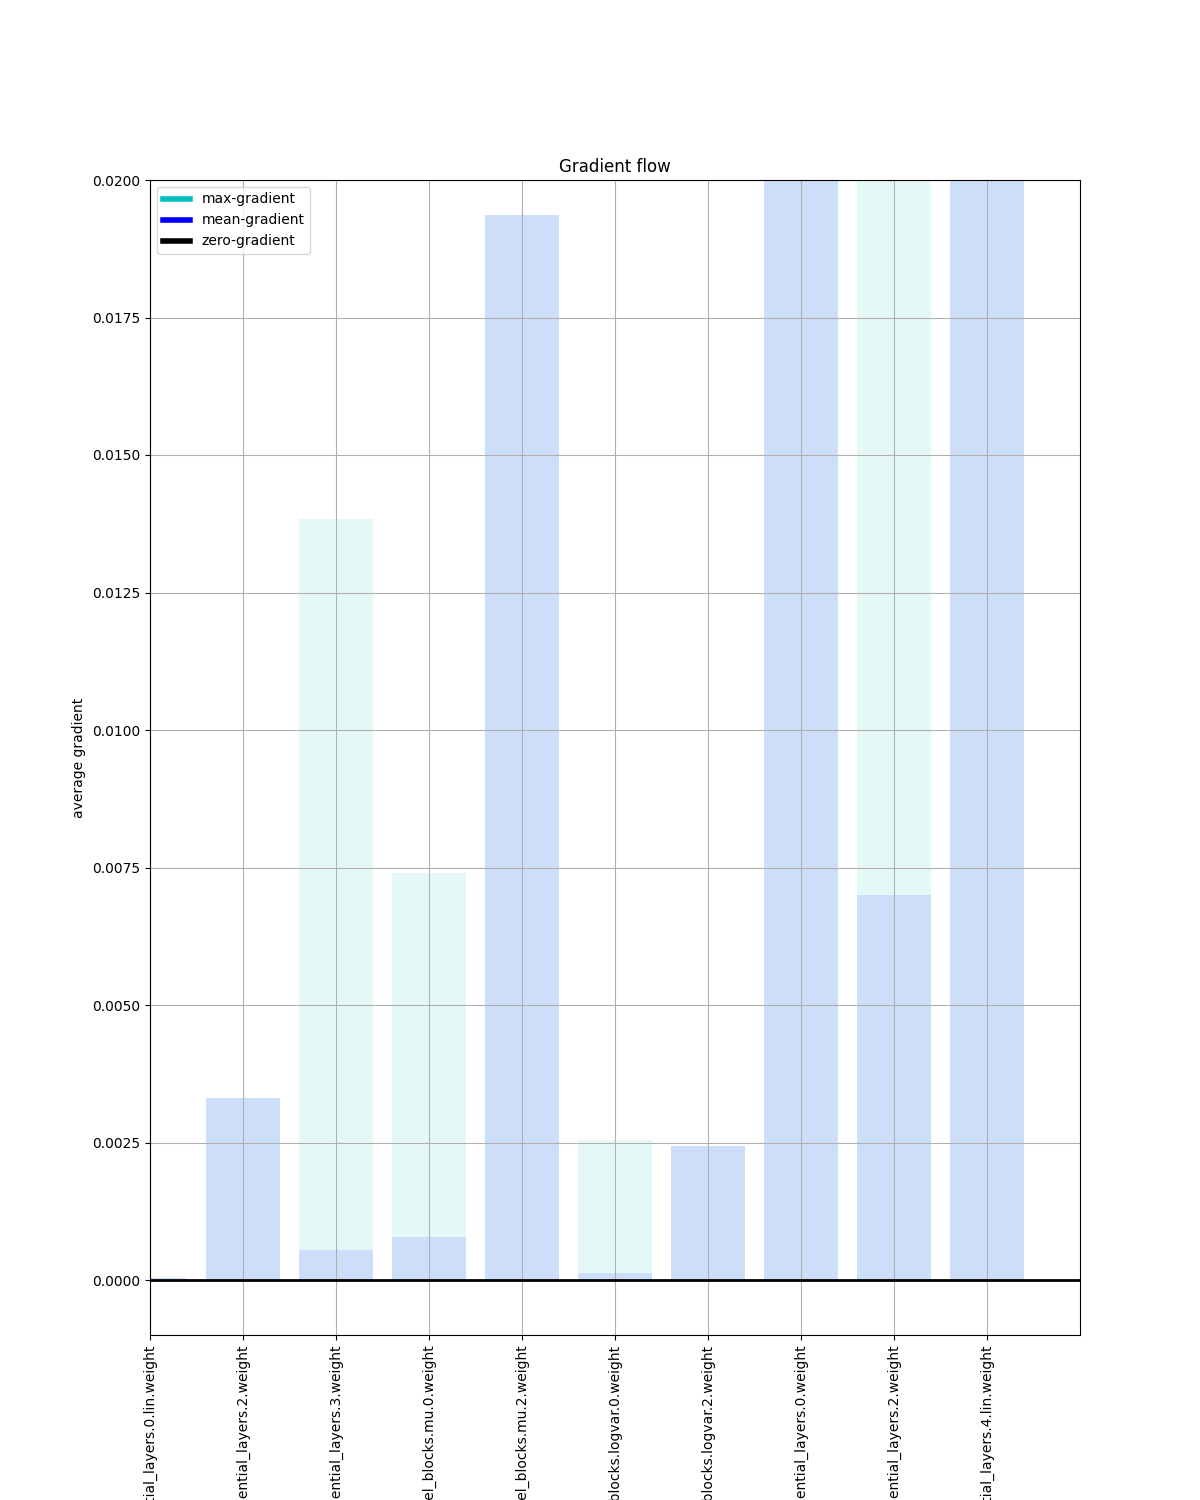 Gradient flow
max-gradient
mean-gradient
zero-gradient
0.0200
0.0175
0.0150
0.0125
0.0100
0.0075
0.0050
0.0025
0.0000
average gradient
tial_layers.0.lin.weight
ential_layers.2.weight
ential_layers.3.weight
el_blocks.mu.0.weight
el_blocks.mu.2.weight
blocks.logvar.0.weight
blocks.logvar.2.weight
ential_layers.0.weight
ential_layers.2.weight
tial_layers.4.lin.weight